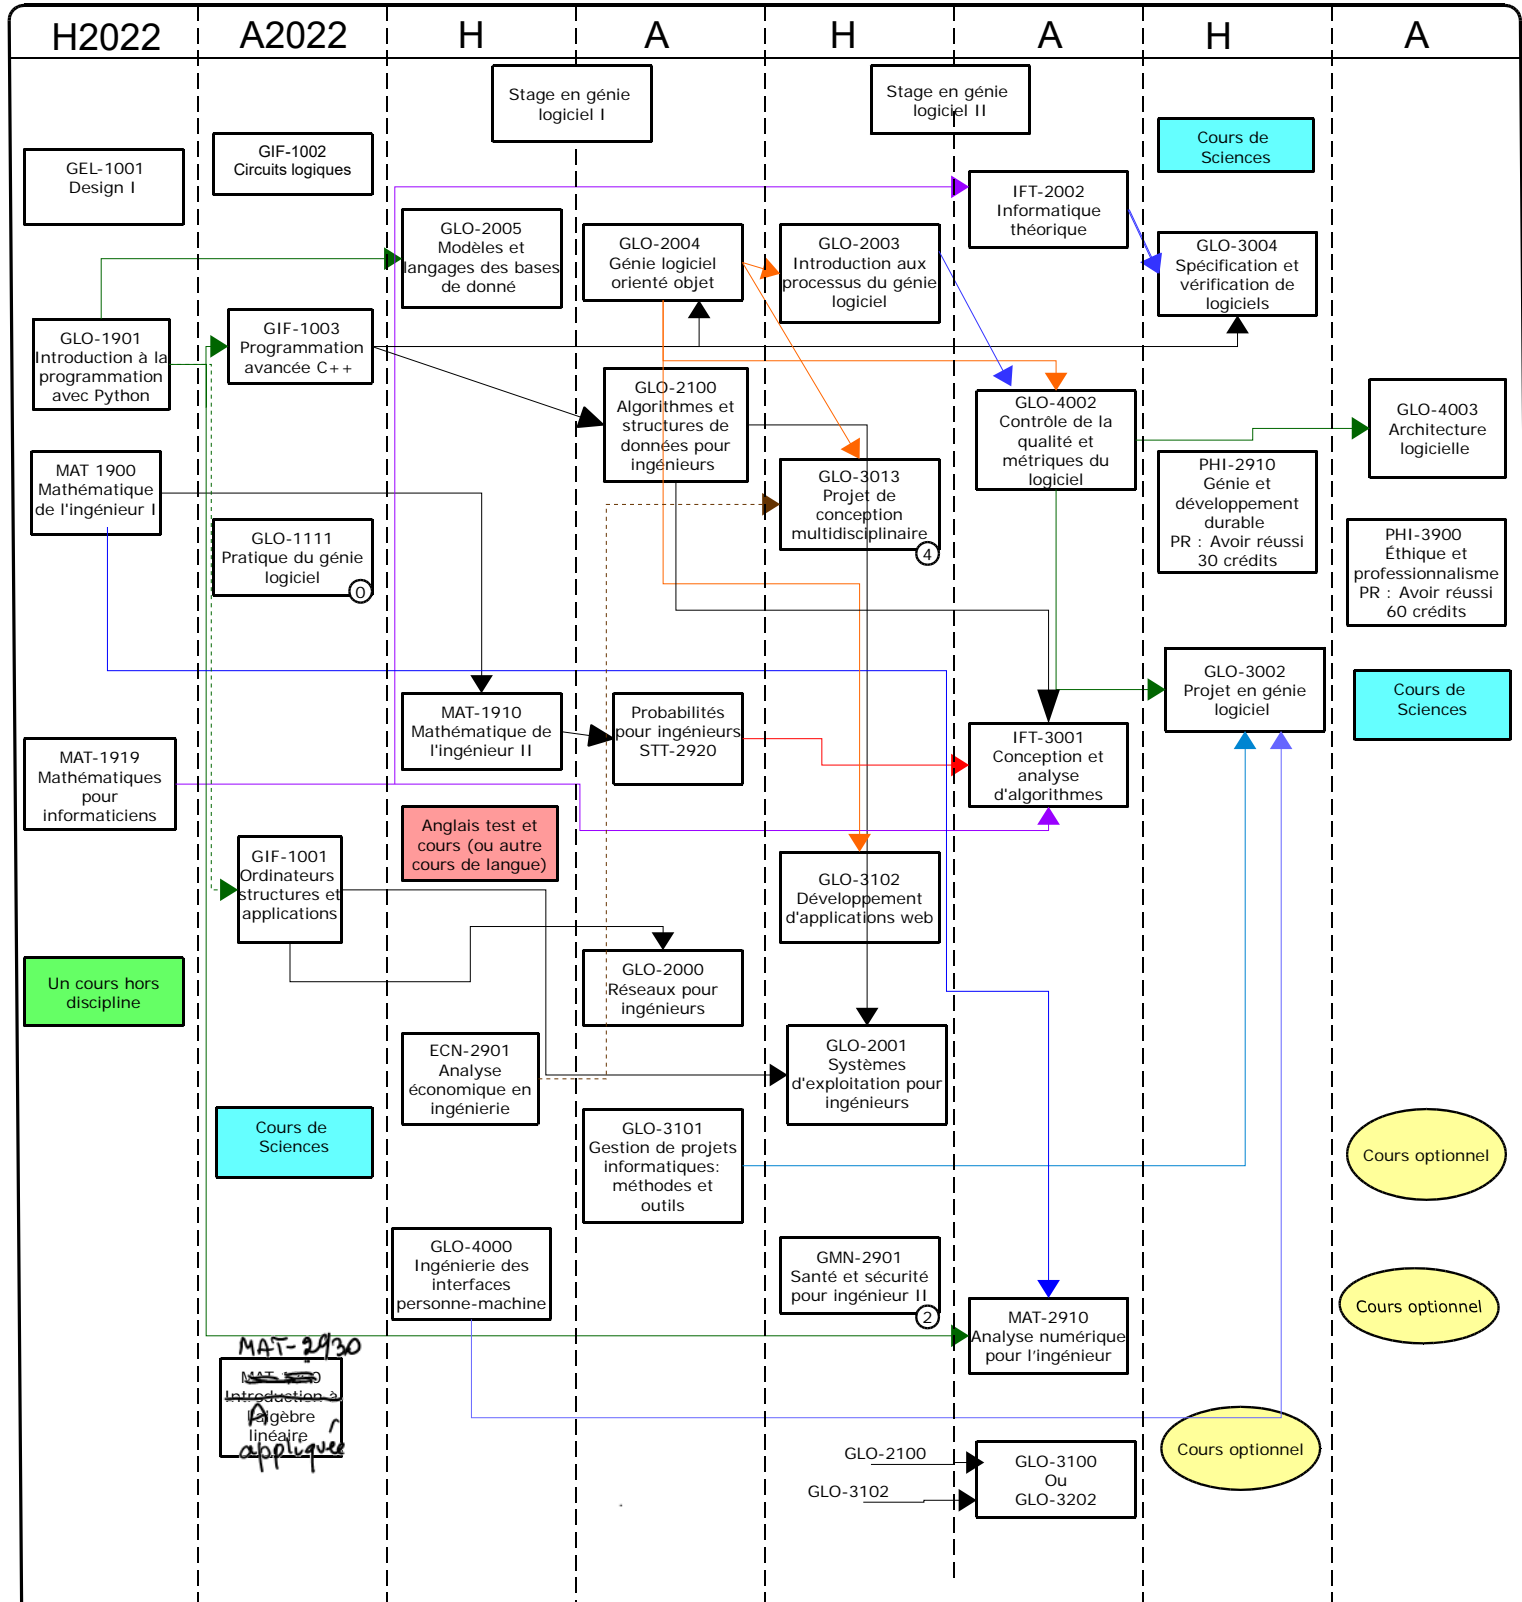 H2022
A2022
H
A
H
A
H
A
GEL-1001
Design I
GLO-1901
Introduction à la
programmation
avec Python
MAT 1900
Mathématique
de l'ingénieur I
MAT-1919
Mathématiques
pour
informaticiens
Un cours hors
discipline
GIF-1002
Circuits logiques
GIF-1003
Programmation
avancée C++
GLO-1111
Pratique du génie
logiciel
0
GIF-1001
Ordinateurs
structures et
applications
Cours de
Sciences
MAT-2930
Introduction à
l'algèbre
linéaire
appliquée
Stage en génie
logiciel I
GLO-2005
Modèles et
langages des bases
de donné
MAT-1910
Mathématique de
l'ingénieur II
Anglais test et
cours (ou autre
cours de langue)
ECN-2901
Analyse
économique en
ingénierie
GLO-4000
Ingénierie des
interfaces
personne-machine
GLO-2004
Génie logiciel
orienté objet
GLO-2100
Algorithmes et
structures de
données pour
ingénieurs
Probabilités
pour ingénieurs
STT-2920
GLO-2000
Réseaux pour
ingénieurs
GLO-3101
Gestion de projets
informatiques:
méthodes et
outils
Stage en génie
logiciel II
GLO-2003
Introduction aux
processus du génie
logiciel
GLO-3013
Projet de
conception
multidisciplinaire
4
GLO-3102
Développement
d'applications web
GLO-2001
Systèmes
d'exploitation pour
ingénieurs
GMN-2901
Santé et sécurité
pour ingénieur II
2
GLO-2100
GLO-3102
IFT-2002
Informatique
théorique
GLO-4002
Contrôle de la
qualité et
métriques du
logiciel
IFT-3001
Conception et
analyse
d'algorithmes
MAT-2910
Analyse numérique
pour l'ingénieur
GLO-3100
Ou
GLO-3202
Cours de
Sciences
GLO-3004
Spécification et
vérification de
logiciels
PHI-2910
Génie et
développement
durable
PR : Avoir réussi
30 crédits
GLO-3002
Projet en génie
logiciel
Cours optionnel
GLO-4003
Architecture
logicielle
PHI-3900
Éthique et
professionnalisme
PR : Avoir réussi
60 crédits
Cours de
Sciences
Cours optionnel
Cours optionnel